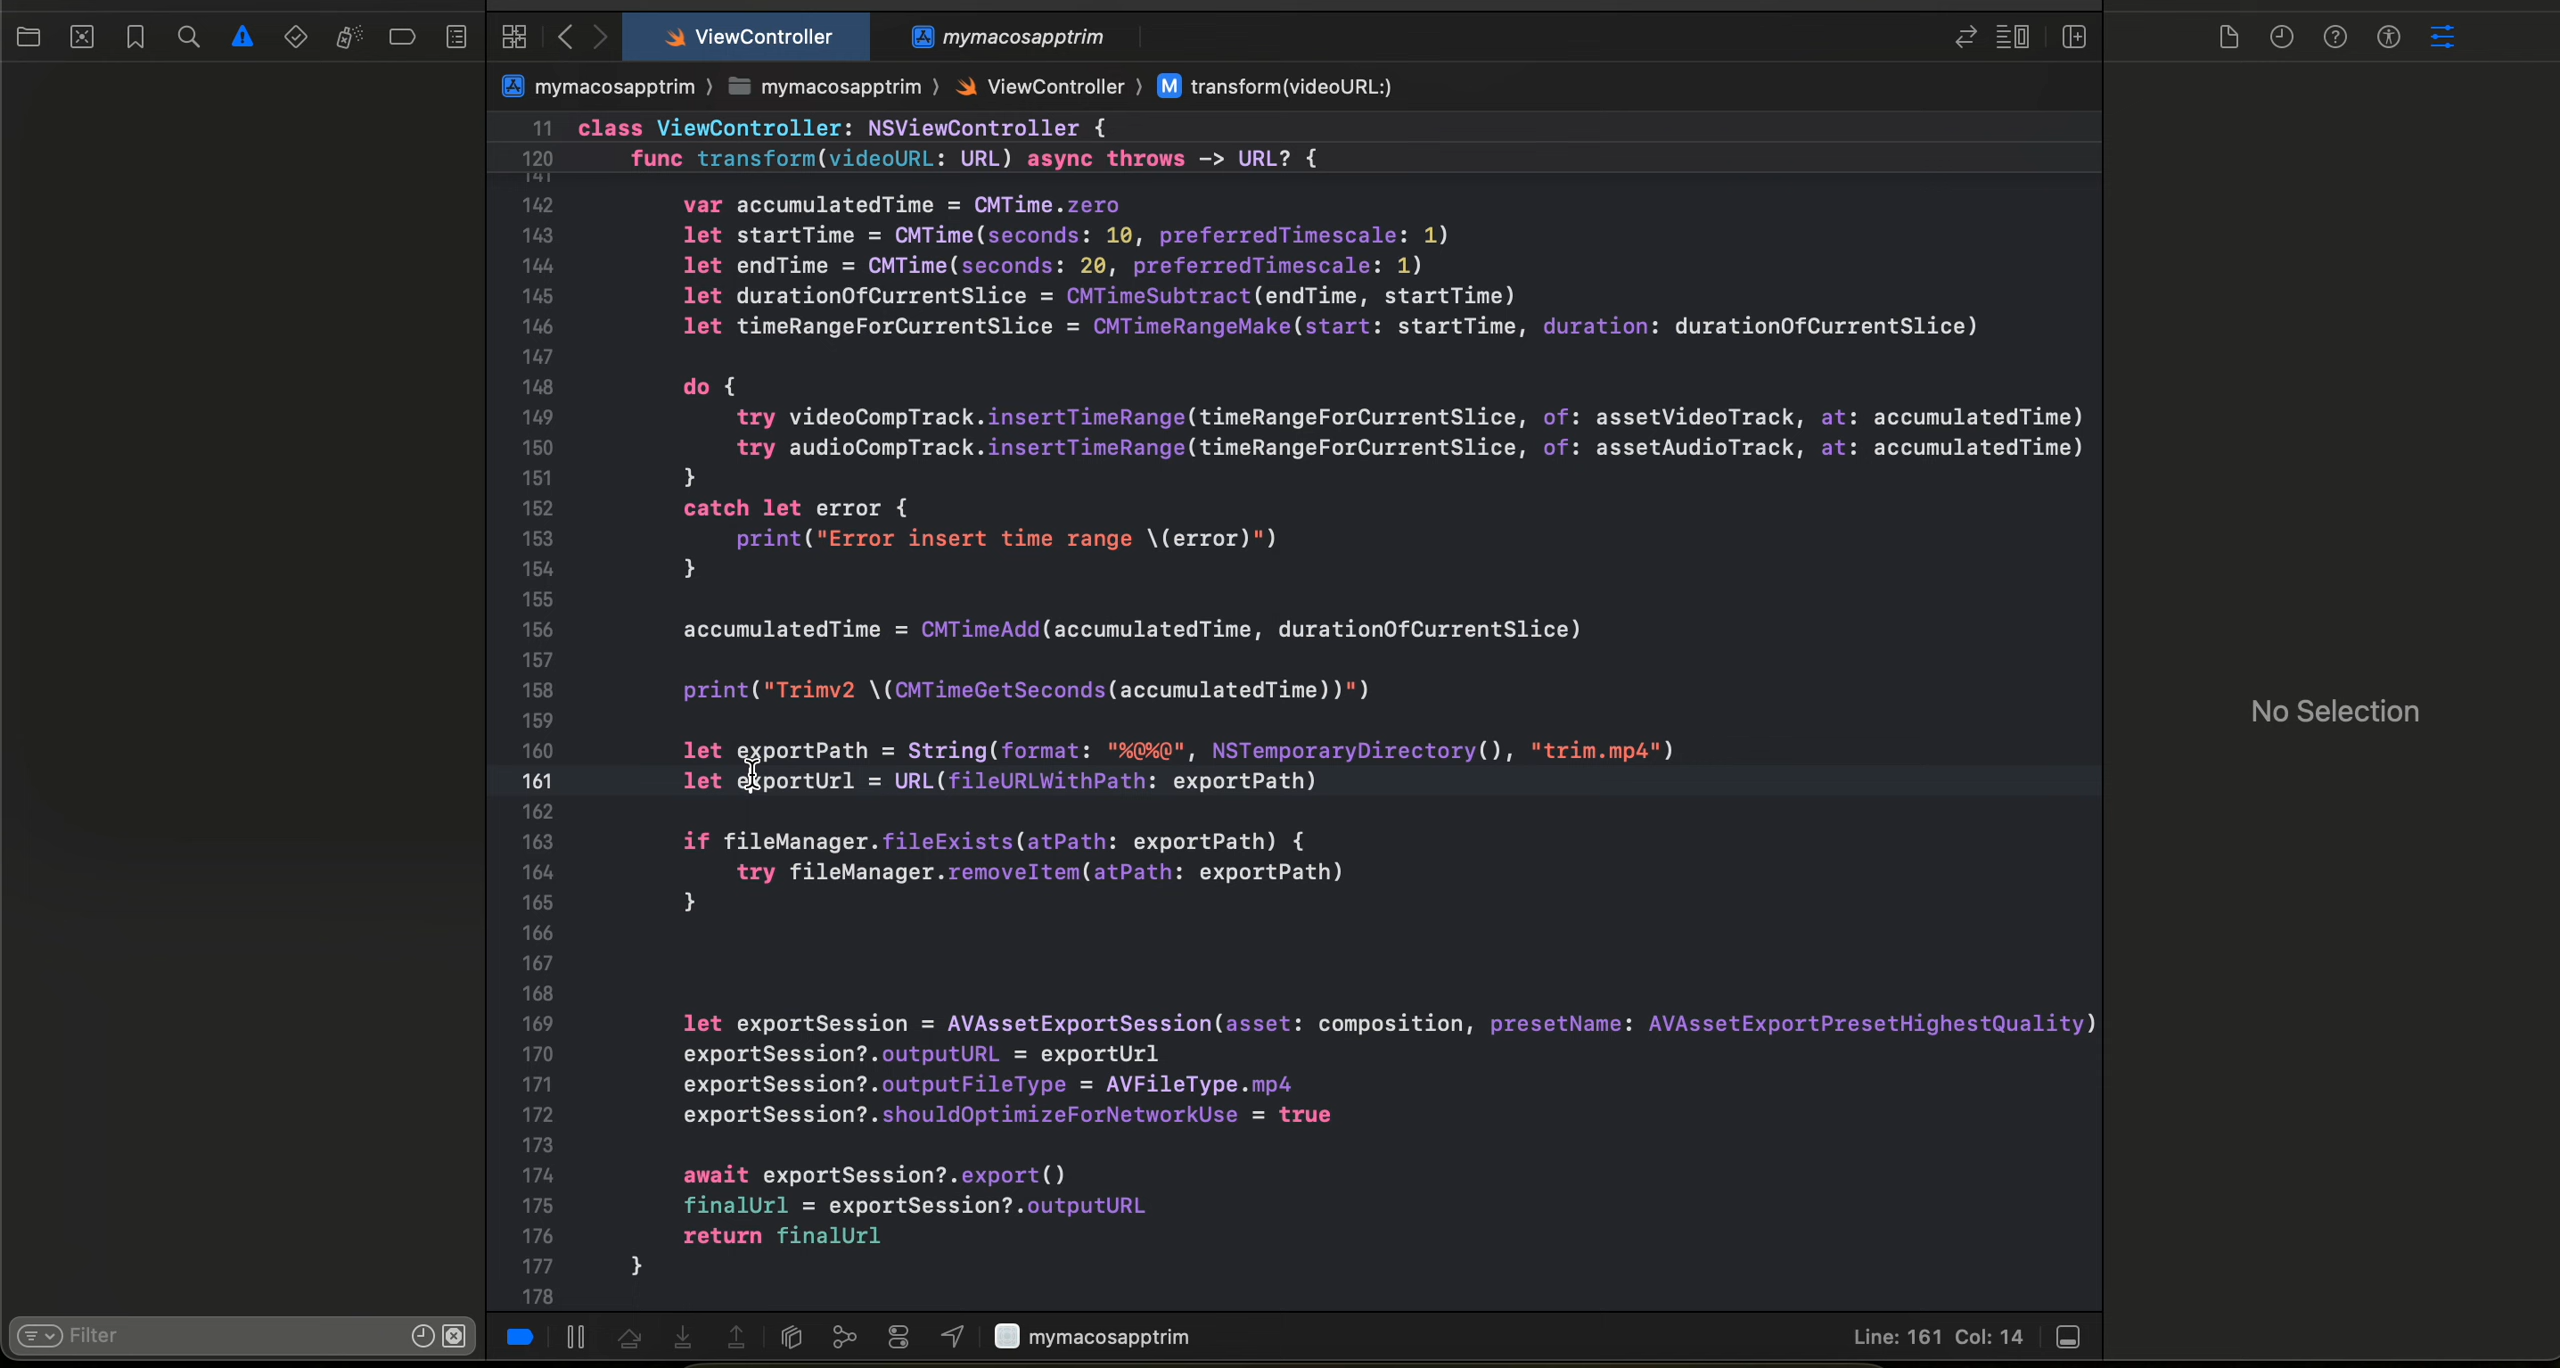 ViewController
mymacosapptrim
mymacosapptrim 〉 mymacosapptrim 〉 ViewController 〉 M transform(videoURL:)
11 class ViewController: NSViewController {
120     func transform(videoURL: URL) async throws -> URL? {
141
142         var accumulatedTime = CMTime.zero
143         let startTime = CMTime(seconds: 10, preferredTimescale: 1)
144         let endTime = CMTime(seconds: 20, preferredTimescale: 1)
145         let durationOfCurrentSlice = CMTimeSubtract(endTime, startTime)
146         let timeRangeForCurrentSlice = CMTimeRangeMake(start: startTime, duration: durationOfCurrentSlice)
147
148         do {
149             try videoCompTrack.insertTimeRange(timeRangeForCurrentSlice, of: assetVideoTrack, at: accumulatedTime)
150             try audioCompTrack.insertTimeRange(timeRangeForCurrentSlice, of: assetAudioTrack, at: accumulatedTime)
151         }
152         catch let error {
153             print("Error insert time range \(error)")
154         }
155
156         accumulatedTime = CMTimeAdd(accumulatedTime, durationOfCurrentSlice)
157
158         print("Trimv2 \(CMTimeGetSeconds(accumulatedTime))")
159
160         let exportPath = String(format: "%@%@", NSTemporaryDirectory(), "trim.mp4")
161         let exportUrl = URL(fileURLWithPath: exportPath)
162
163         if fileManager.fileExists(atPath: exportPath) {
164             try fileManager.removeItem(atPath: exportPath)
165         }
166
167
168
169         let exportSession = AVAssetExportSession(asset: composition, presetName: AVAssetExportPresetHighestQuality)
170         exportSession?.outputURL = exportUrl
171         exportSession?.outputFileType = AVFileType.mp4
172         exportSession?.shouldOptimizeForNetworkUse = true
173
174         await exportSession?.export()
175         finalUrl = exportSession?.outputURL
176         return finalUrl
177     }
178
No Selection
Filter
mymacosapptrim
Line: 161 Col: 14